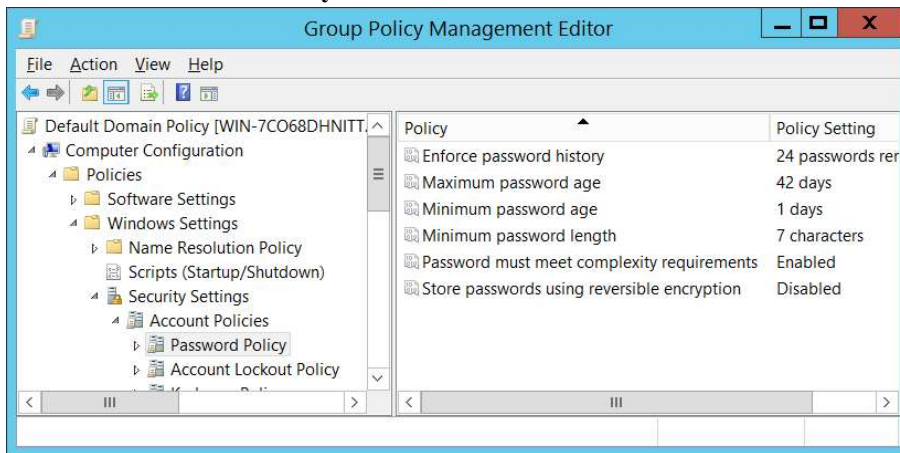 Group Policy Management Editor
File Action View Help
Default Domain Policy [WIN-7CO68DHNITT.
Computer Configuration
Policies
Software Settings
Windows Settings
Name Resolution Policy
Scripts (Startup/Shutdown)
Security Settings
Account Policies
Password Policy
Account Lockout Policy
Policy Policy Setting
Enforce password history 24 passwords rer
Maximum password age 42 days
Minimum password age 1 days
Minimum password length 7 characters
Password must meet complexity requirements Enabled
Store passwords using reversible encryption Disabled